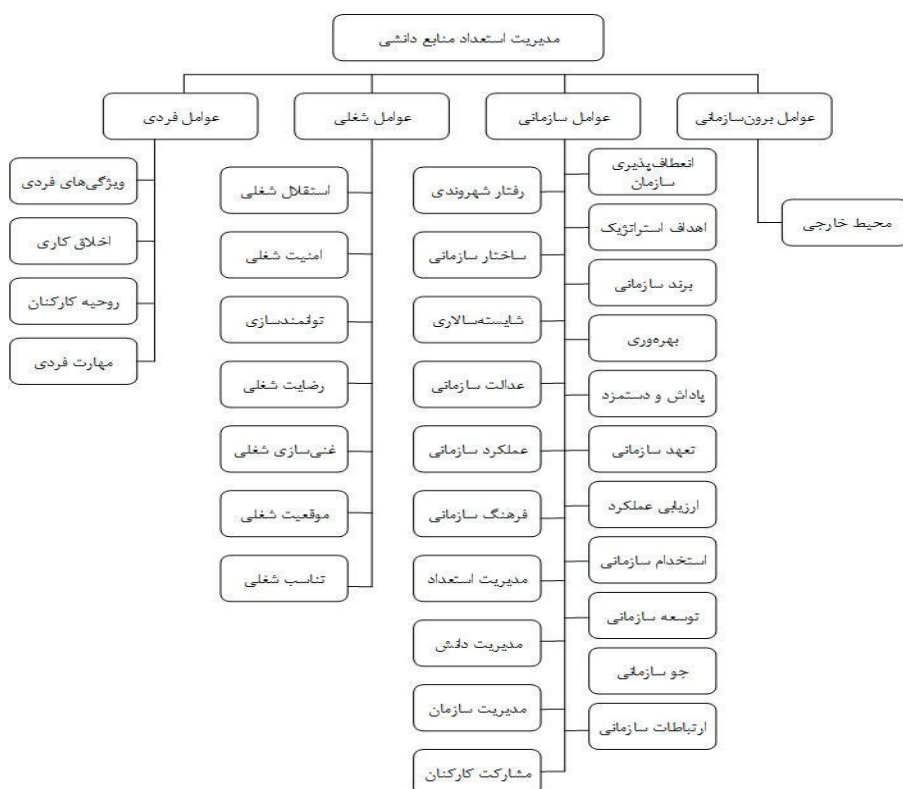 مدیریت استعداد منابع دانشی
عوامل برون‌سازمانی
عوامل سازمانی
عوامل شغلی
عوامل فردی
محیط خارجی
انعطاف‌پذیری
سازمان
اهداف استراتژیک
برند سازمانی
بهره‌وری
پاداش و دستمزد
تعهد سازمانی
ارزیابی عملکرد
استخدام سازمانی
توسعه سازمانی
جو سازمانی
ارتباطات سازمانی
رفتار شهروندی
ساختار سازمانی
شایسته‌سالاری
عدالت سازمانی
عملکرد سازمانی
فرهنگ سازمانی
مدیریت استعداد
مدیریت دانش
مدیریت سازمان
مشارکت کارکنان
استقلال شغلی
امنیت شغلی
توانمندسازی
رضایت شغلی
غنی‌سازی شغلی
موقعیت شغلی
تناسب شغلی
ویژگی‌های فردی
اخلاق کاری
روحیه کارکنان
مهارت فردی